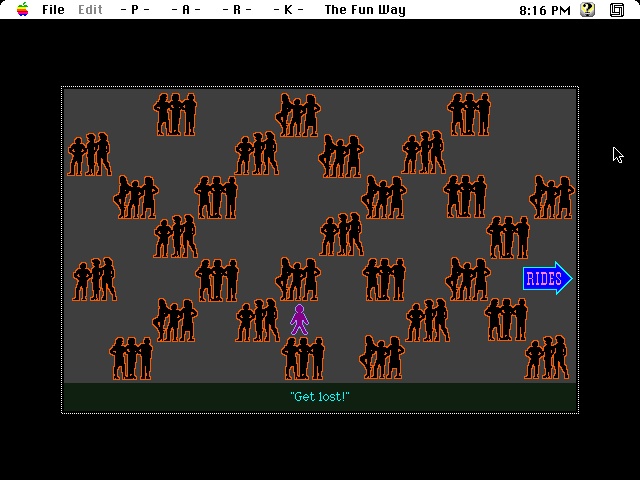 File Edit - P - - A - - R - - K - The Fun Way 8:16 PM
RIDES
"Get lost!"